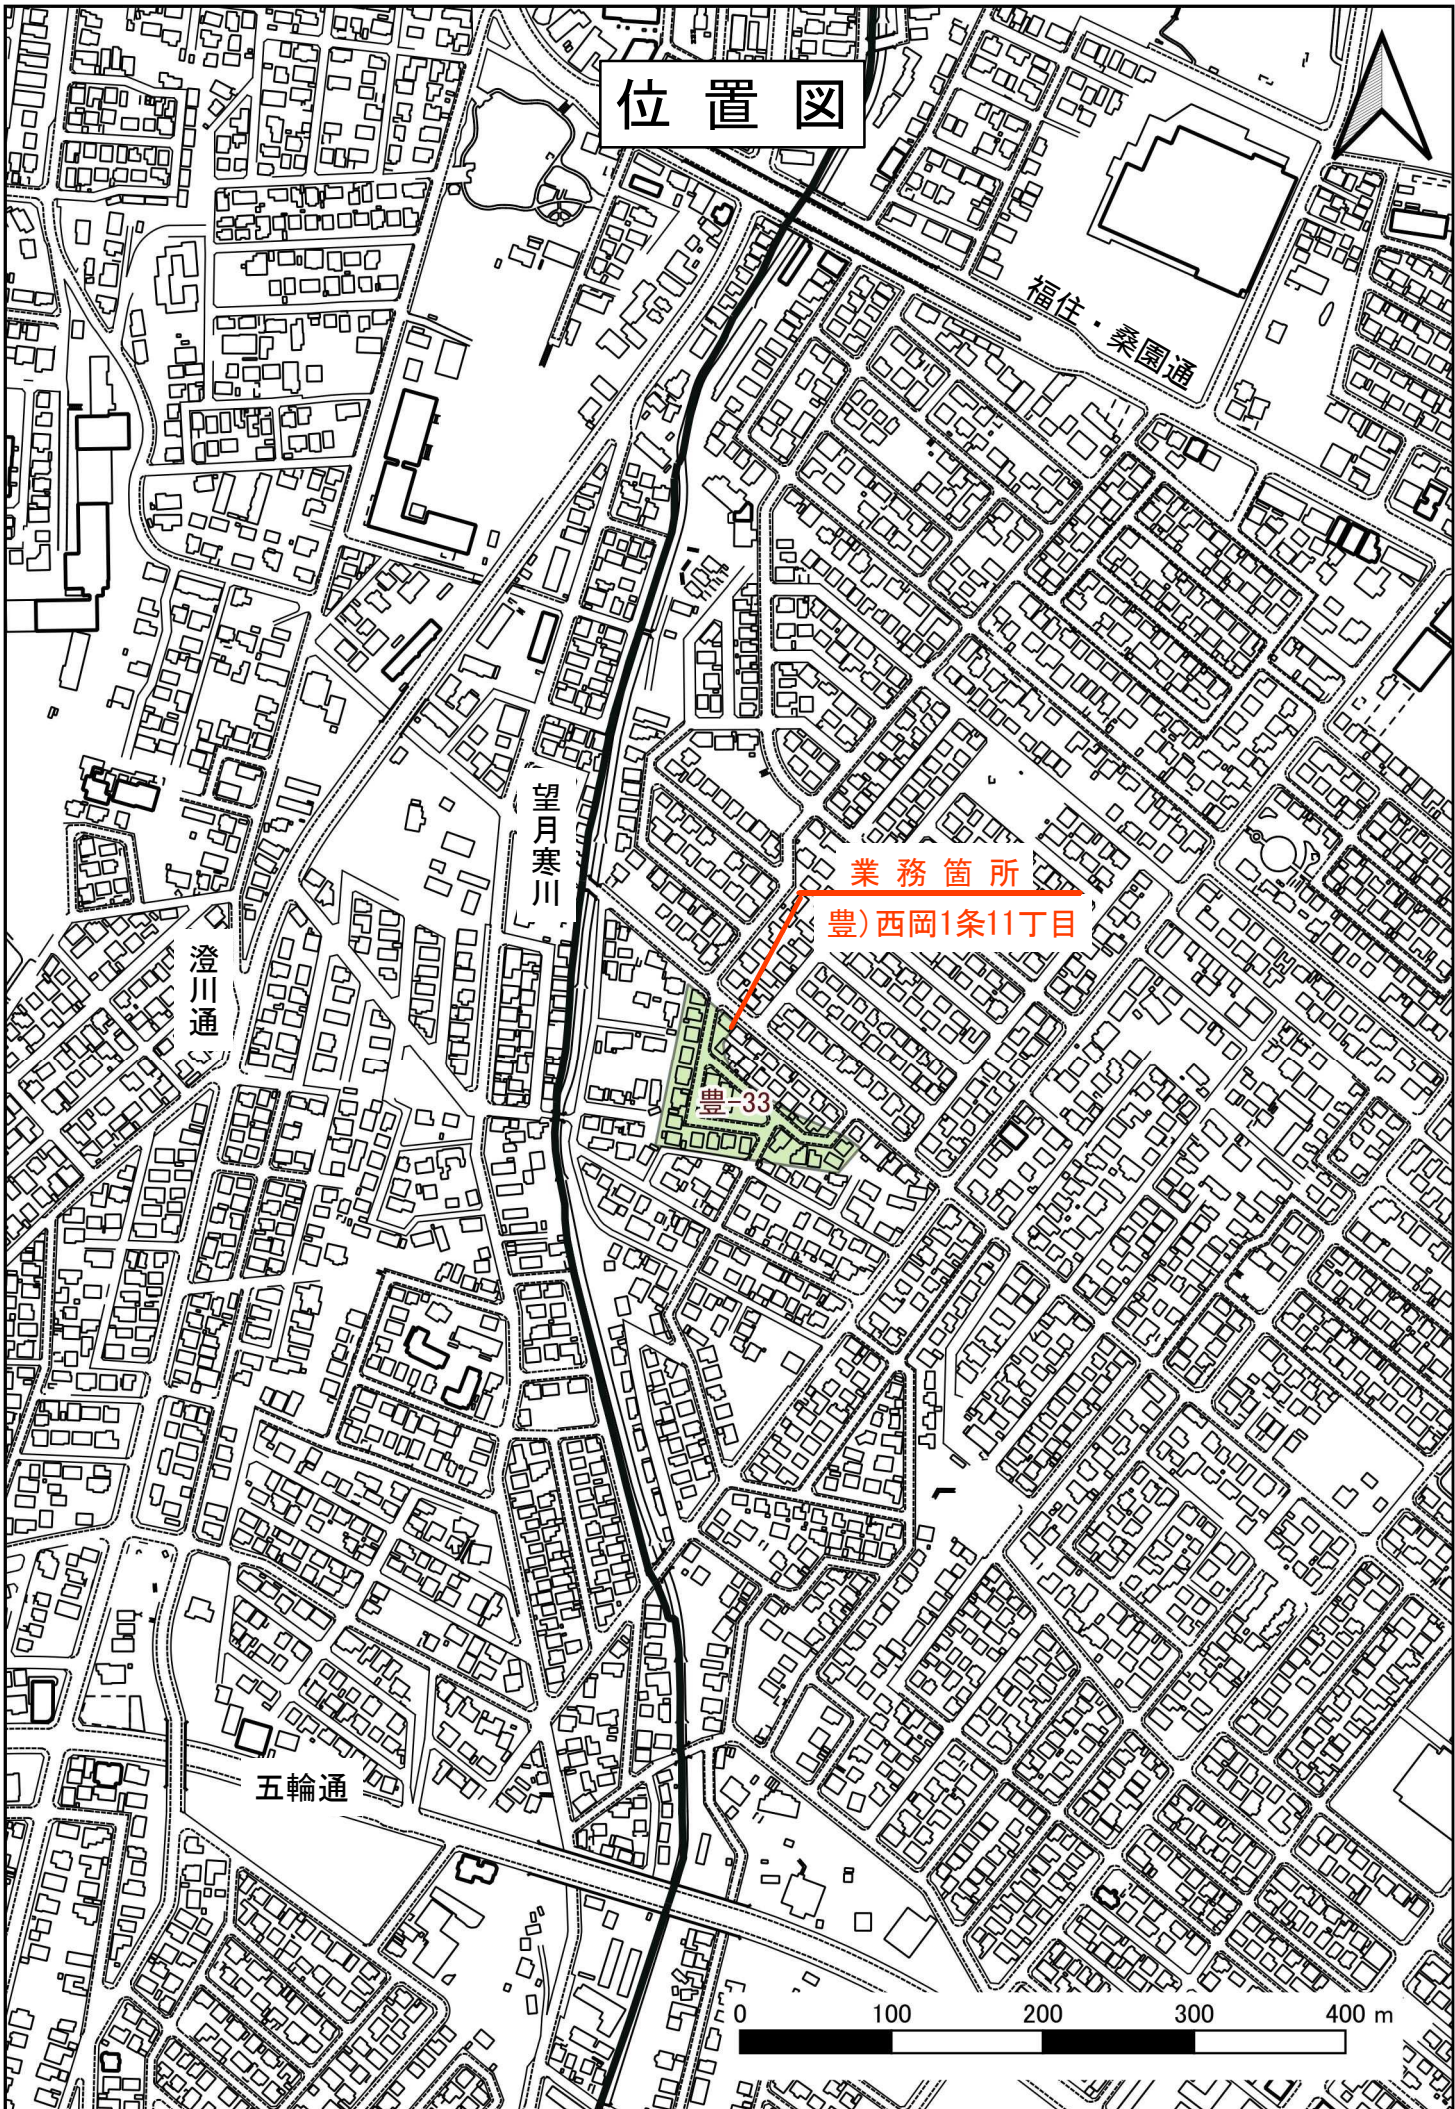 位置図
福住・桑園通
望月寒川
業務箇所
豊)西岡1条11丁目
澄川通
豊-33
五輪通
0 100 200 300 400 m